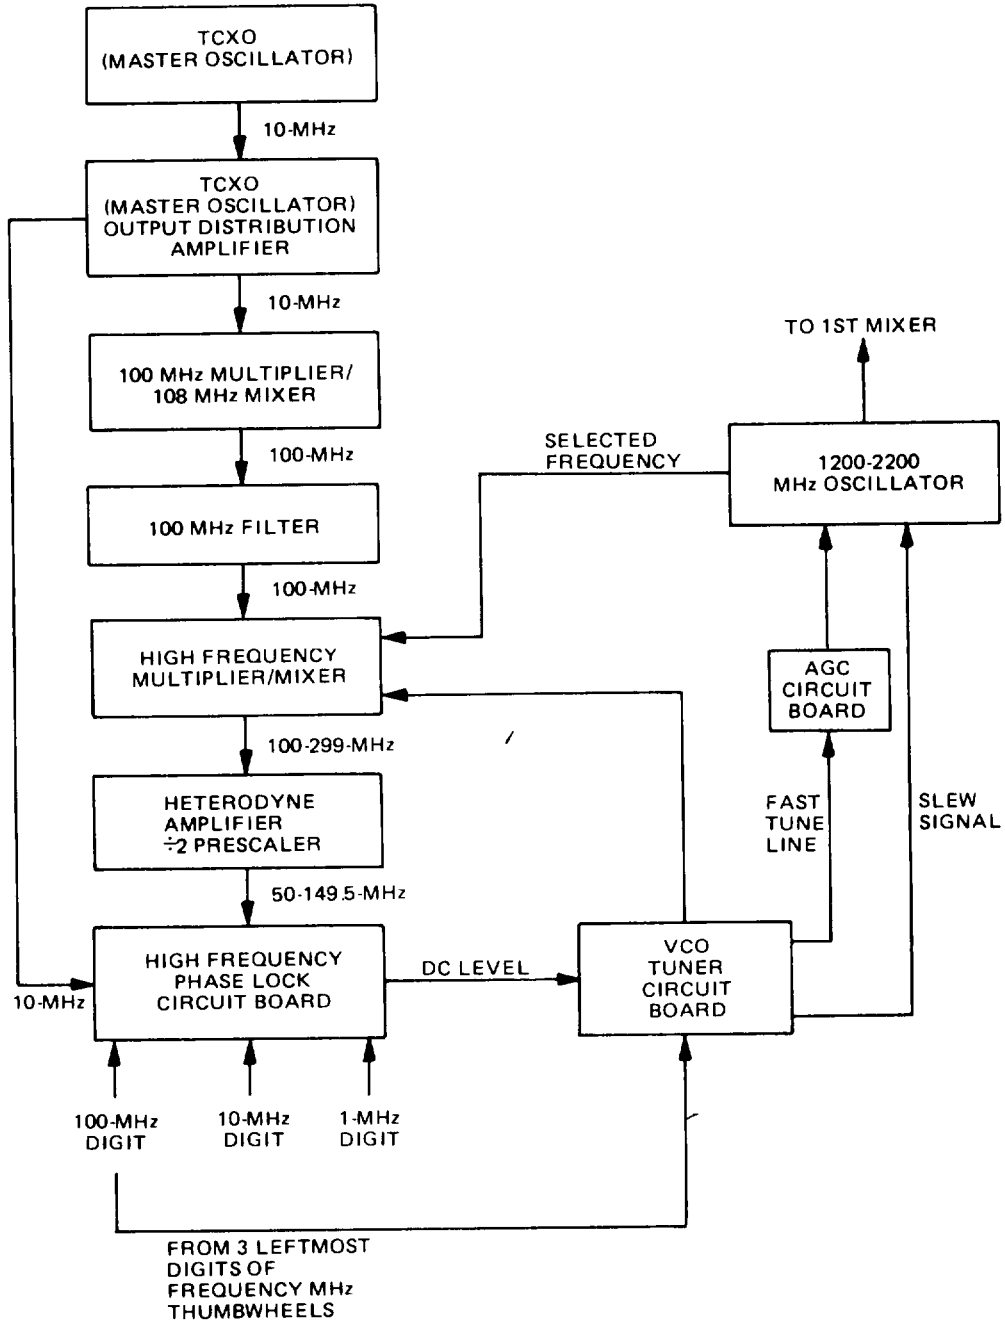 TCXO
(MASTER OSCILLATOR)
10-MHz
TCXO
(MASTER OSCILLATOR)
OUTPUT DISTRIBUTION
AMPLIFIER
10-MHz
100 MHz MULTIPLIER/
108 MHz MIXER
100-MHz
100 MHz FILTER
100-MHz
HIGH FREQUENCY
MULTIPLIER/MIXER
100-299-MHz
HETERODYNE
AMPLIFIER
÷2 PRESCALER
50-149.5-MHz
HIGH FREQUENCY
PHASE LOCK
CIRCUIT BOARD
10-MHz
100-MHz
DIGIT
10-MHz
DIGIT
1-MHz
DIGIT
FROM 3 LEFTMOST
DIGITS OF
FREQUENCY MHz
THUMBWHEELS
DC LEVEL
VCO
TUNER
CIRCUIT
BOARD
FAST
TUNE
LINE
SLEW
SIGNAL
AGC
CIRCUIT
BOARD
1200-2200
MHz OSCILLATOR
SELECTED
FREQUENCY
TO 1ST MIXER